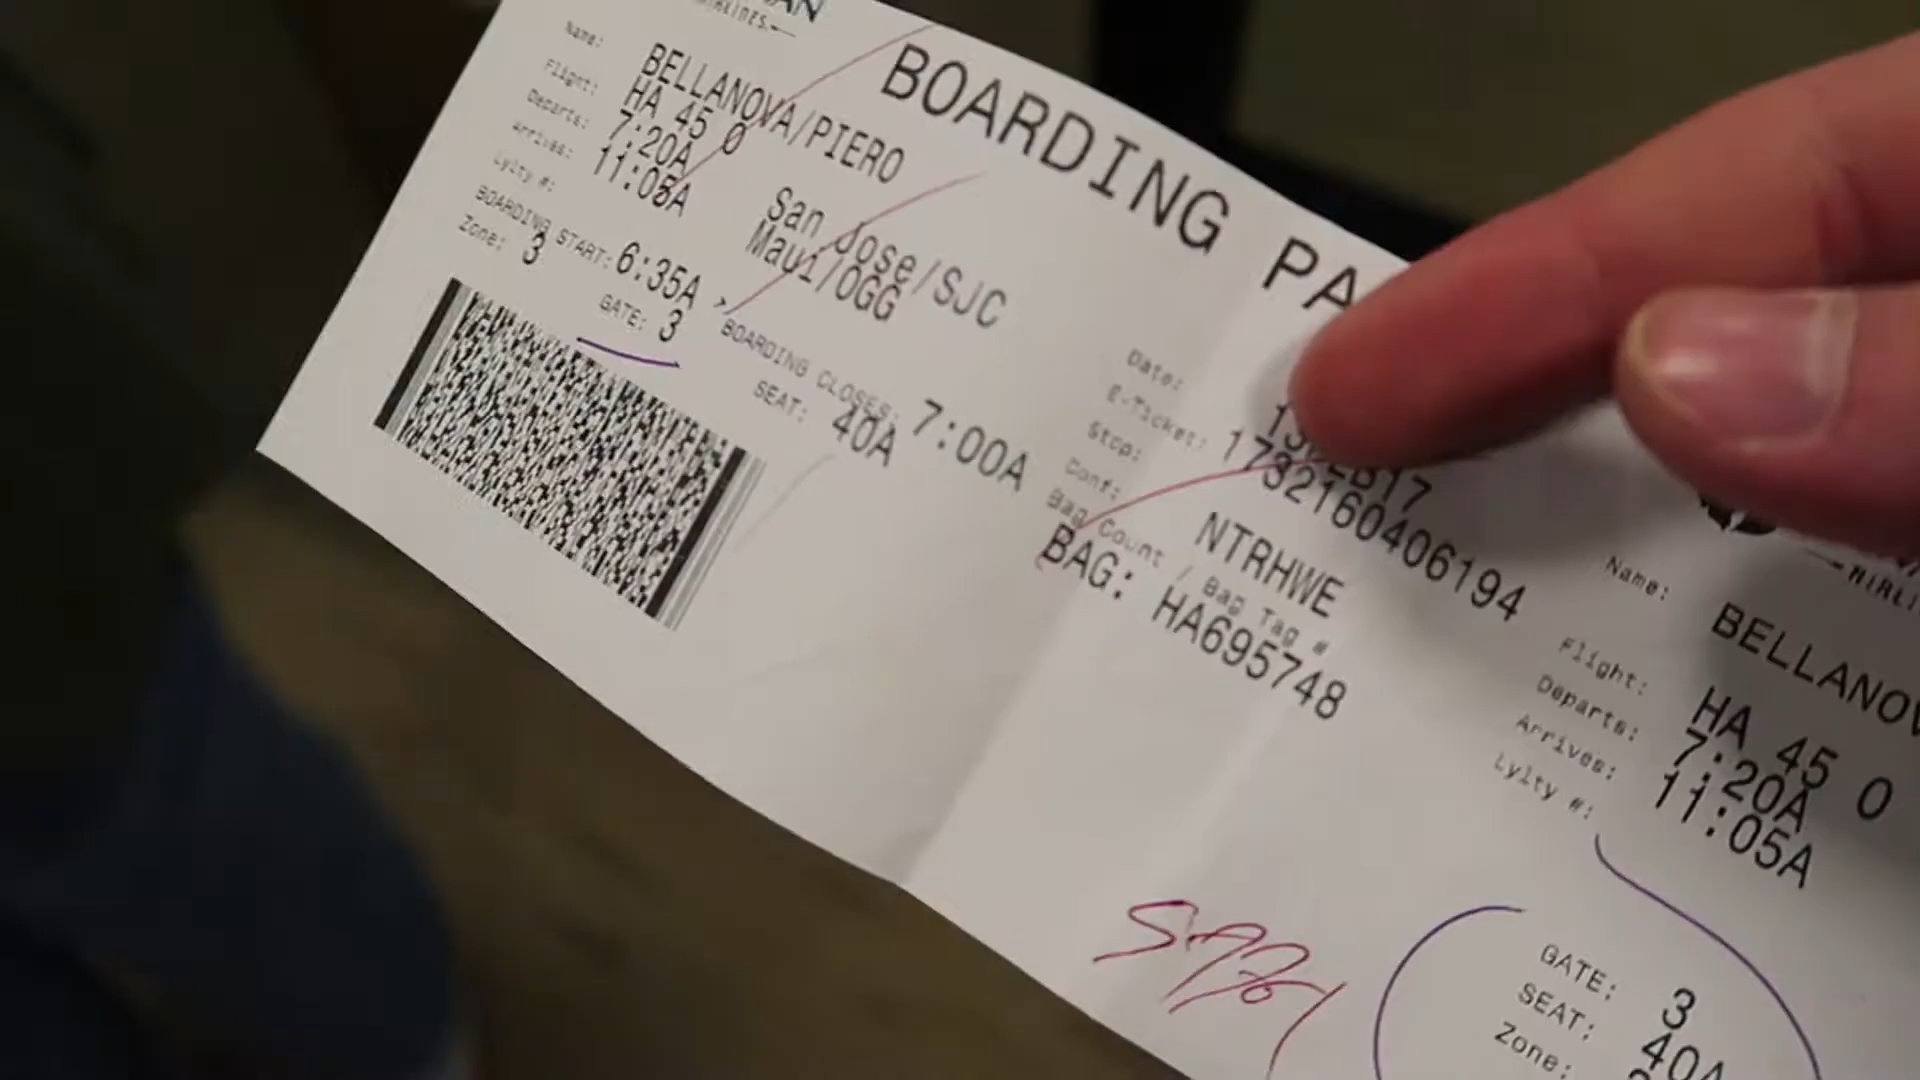 AIRLINES
BOARDING PA
Name: BELLANOVA/PIERO
Flight: HA 45 0
Departs: 7:20A San Jose/SJC
Arrives: 11:05A Maui/OGG
Lylty #:
BOARDING START: 6:35A BOARDING CLOSES: 7:00A
Zone: 3 GATE: 3 SEAT: 40A
Date: B17
E-Ticket: 1732160406194
Stop:
Conf: NTRHWE
Bag Count / Bag Tag #
BAG: HA695748
Name: BELLANOV
Flight: HA 45 0
Departs: 7:20A
Arrives: 11:05A
Lylty #:
GATE: 3
SEAT: 40A
Zone: